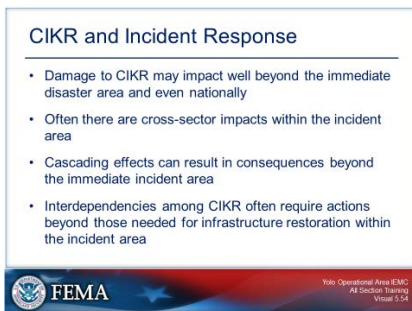 CIKR and Incident Response
• Damage to CIKR may impact well beyond the immediate
disaster area and even nationally
• Often there are cross-sector impacts within the incident
area
• Cascading effects can result in consequences beyond
the immediate incident area
• Interdependencies among CIKR often require actions
beyond those needed for infrastructure restoration within
the incident area
FEMA
Yolo Operational Area IEMC
All Section Training
Visual 5.54